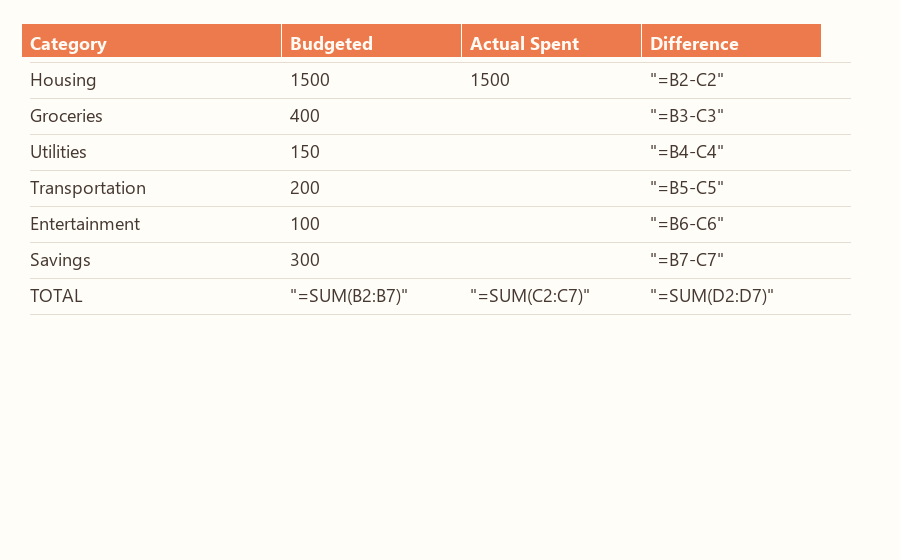 Category Budgeted Actual Spent Difference
Housing 1500 1500 "=B2-C2"
Groceries 400 "=B3-C3"
Utilities 150 "=B4-C4"
Transportation 200 "=B5-C5"
Entertainment 100 "=B6-C6"
Savings 300 "=B7-C7"
TOTAL "=SUM(B2:B7)" "=SUM(C2:C7)" "=SUM(D2:D7)"